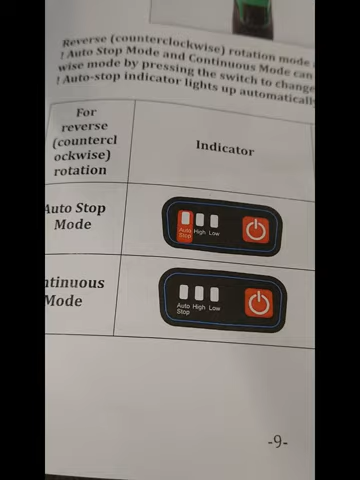 Reverse (counterclockwise) rotation mode
! Auto Stop Mode and Continuous Mode can
wise mode by pressing the switch to change
! Auto-stop indicator lights up automatically
For
reverse
(countercl
ockwise)
rotation
Indicator
Auto Stop
Mode
Auto High Low
Stop
ntinuous
Mode
Auto High Low
Stop
-9-